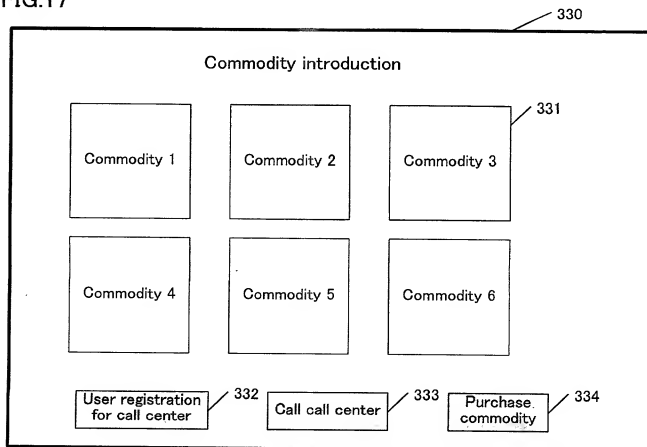 FIG.17
330
Commodity introduction
331
Commodity 1 Commodity 2 Commodity 3
Commodity 4 Commodity 5 Commodity 6
User registration
for call center
332
Call call center
333
Purchase
commodity
334